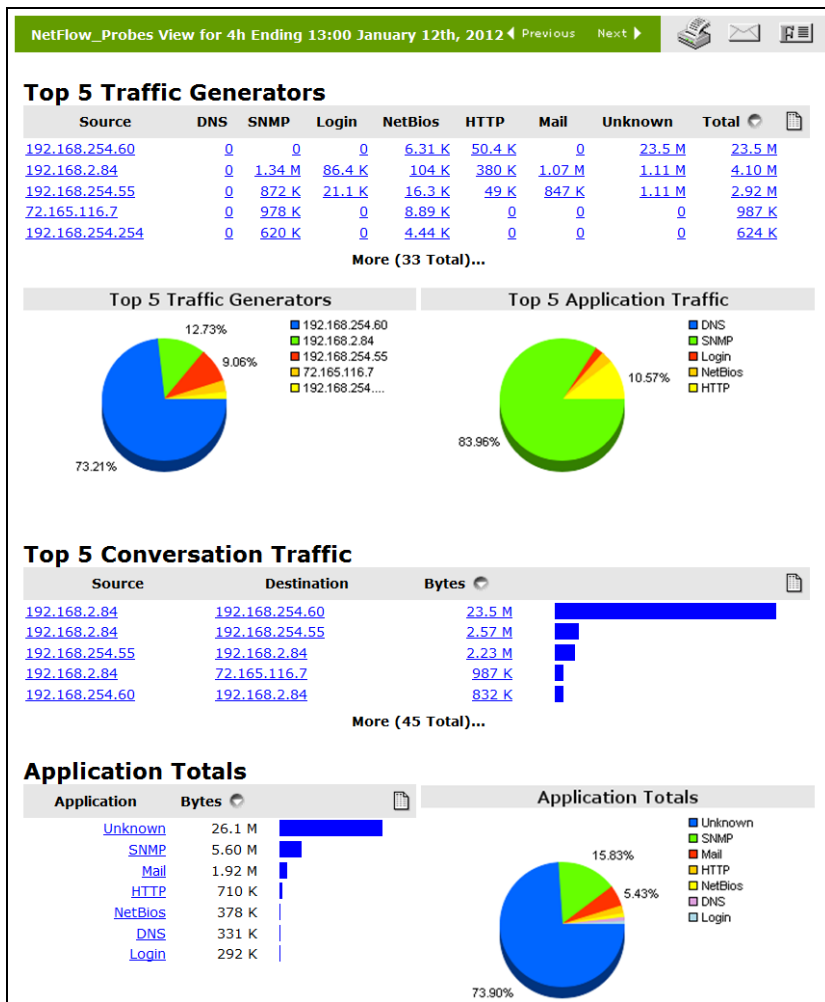 NetFlow_Probes View for 4h Ending 13:00 January 12th, 2012 Previous Next
Top 5 Traffic Generators
Source DNS SNMP Login NetBios HTTP Mail Unknown Total
192.168.254.60 0 0 0 6.31 K 50.4 K 0 23.5 M 23.5 M
192.168.2.84 0 1.34 M 86.4 K 104 K 380 K 1.07 M 1.11 M 4.10 M
192.168.254.55 0 872 K 21.1 K 16.3 K 49 K 847 K 1.11 M 2.92 M
72.165.116.7 0 978 K 0 8.89 K 0 0 0 987 K
192.168.254.254 0 620 K 0 4.44 K 0 0 0 624 K
More (33 Total)...
Top 5 Traffic Generators
12.73%
9.06%
73.21%
192.168.254.60
192.168.2.84
192.168.254.55
72.165.116.7
192.168.254....
Top 5 Application Traffic
10.57%
83.96%
DNS
SNMP
Login
NetBios
HTTP
Top 5 Conversation Traffic
Source Destination Bytes
192.168.2.84 192.168.254.60 23.5 M
192.168.2.84 192.168.254.55 2.57 M
192.168.254.55 192.168.2.84 2.23 M
192.168.2.84 72.165.116.7 987 K
192.168.254.60 192.168.2.84 832 K
More (45 Total)...
Application Totals
Application Bytes
Unknown 26.1 M
SNMP 5.60 M
Mail 1.92 M
HTTP 710 K
NetBios 378 K
DNS 331 K
Login 292 K
Application Totals
15.83%
5.43%
73.90%
Unknown
SNMP
Mail
HTTP
NetBios
DNS
Login